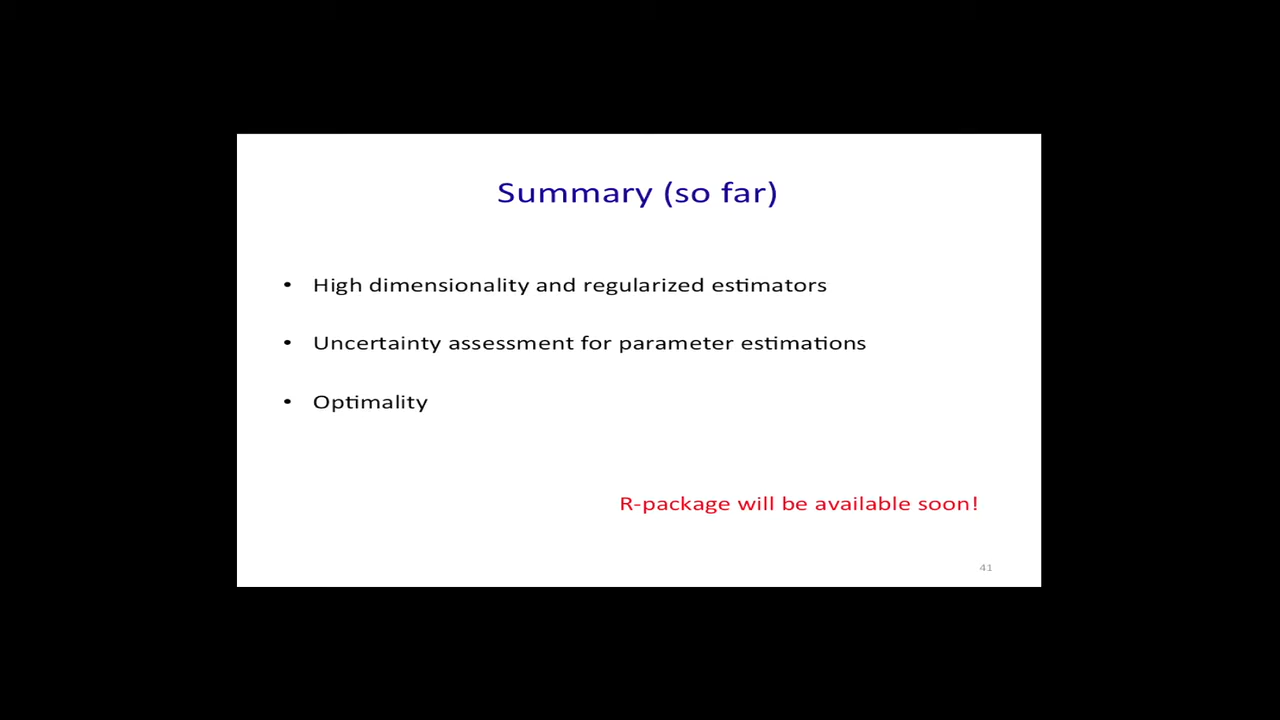 Summary (so far)
• High dimensionality and regularized estimators
• Uncertainty assessment for parameter estimations
• Optimality
R-package will be available soon!
41